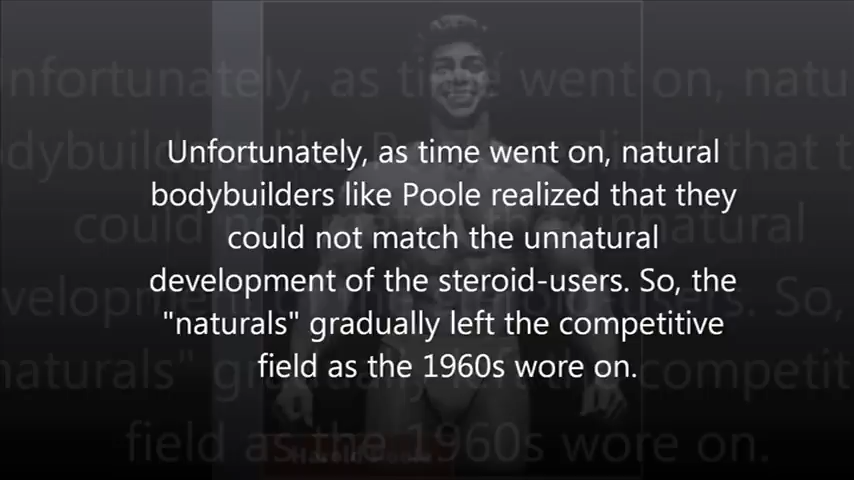 Unfortunately, as time went on, natural
bodybuilders like Poole realized that they
could not match the unnatural
development of the steroid-users. So, the
"naturals" gradually left the competitive
field as the 1960s wore on.